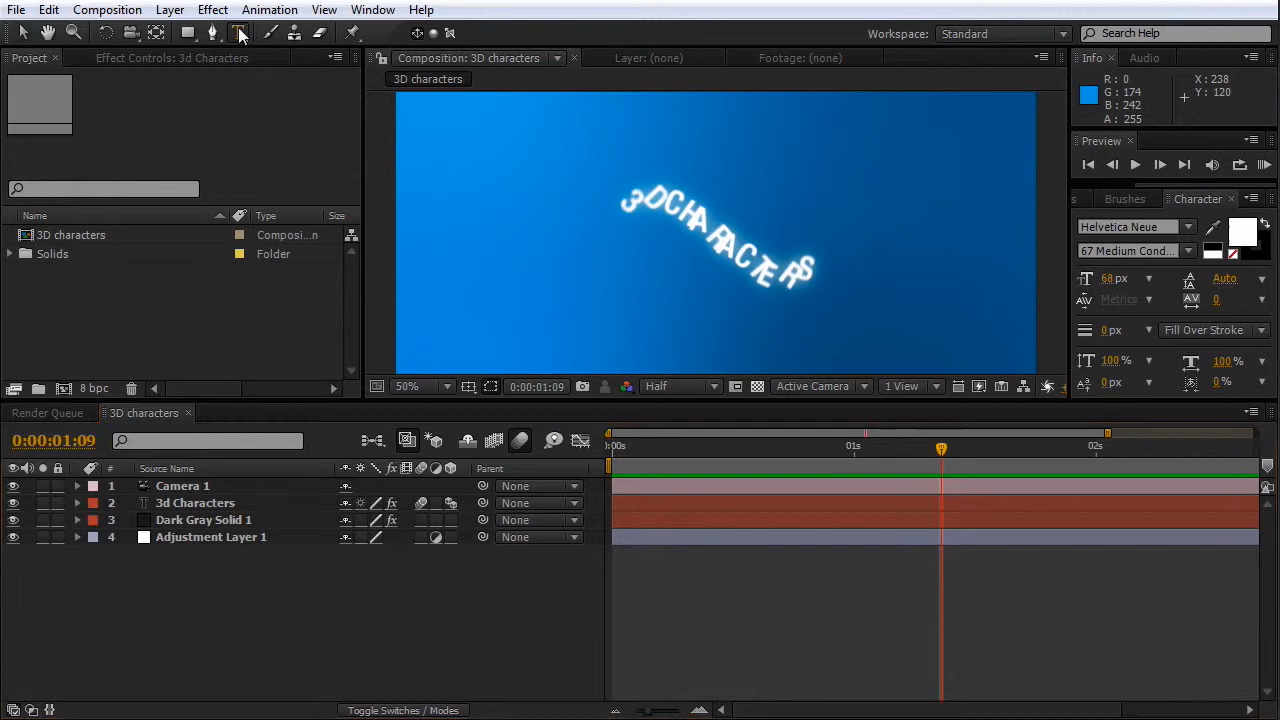 File Edit Composition Layer Effect Animation View Window Help
Workspace: Standard Search Help
Project Effect Controls: 3d Characters
Composition: 3D characters Layer: (none) Footage: (none)
Info Audio
3D characters
R : 0
G : 174
B : 242
A : 255
X : 238
Y : 120
Preview
Name Type Size
3D characters Composi...n
Solids Folder
3DCHARACTERS
Brushes Character
Helvetica Neue
67 Medium Cond...
68 px Auto
Metrics 0
0 px Fill Over Stroke
100 % 100 %
0 px 0 %
8 bpc
50% 0:00:01:09 Half Active Camera 1 View
Render Queue 3D characters
0:00:01:09
:00s 01s 02s
# Source Name Parent
1 Camera 1 None
2 3d Characters None
3 Dark Gray Solid 1 None
4 Adjustment Layer 1 None
Toggle Switches / Modes